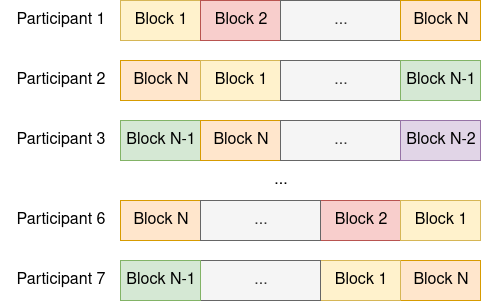 Participant 1 Block 1 Block 2 ... Block N
Participant 2 Block N Block 1 ... Block N-1
Participant 3 Block N-1 Block N ... Block N-2
...
Participant 6 Block N ... Block 2 Block 1
Participant 7 Block N-1 ... Block 1 Block N